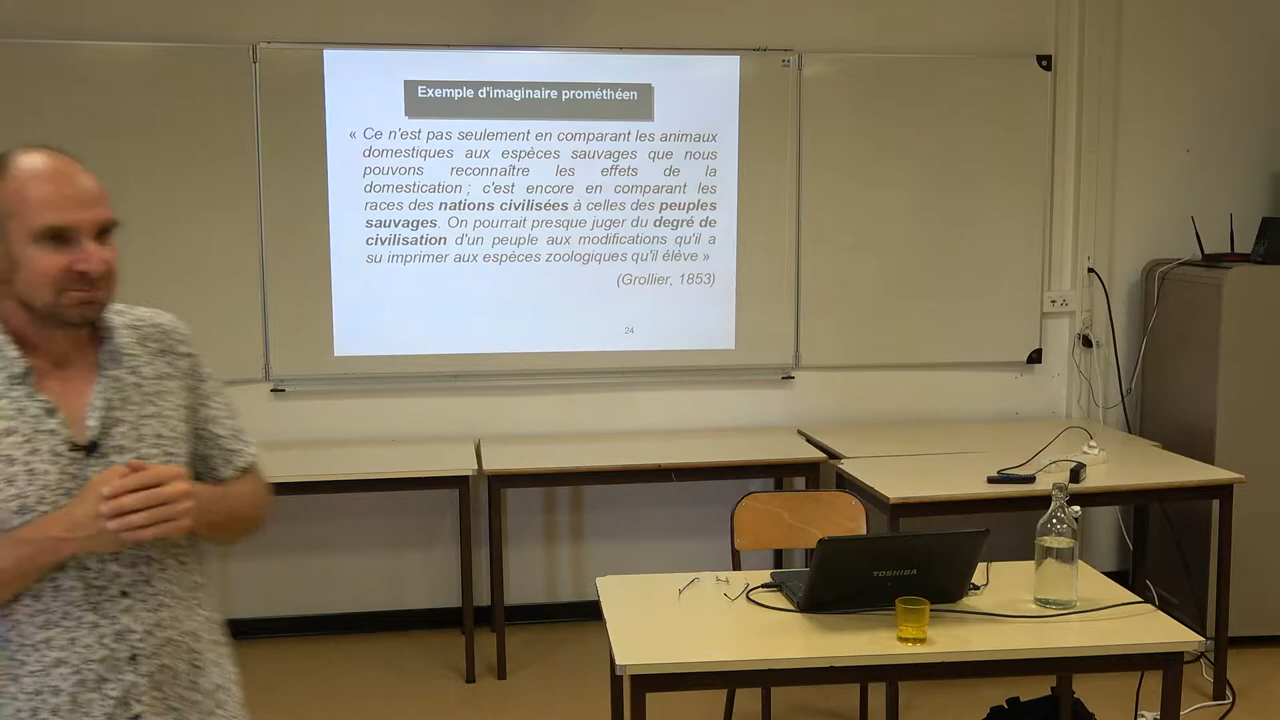 Exemple d'imaginaire prométhéen
« Ce n'est pas seulement en comparant les animaux
domestiques aux espèces sauvages que nous
pouvons reconnaître les effets de la
domestication ; c'est encore en comparant les
races des nations civilisées à celles des peuples
sauvages. On pourrait presque juger du degré de
civilisation d'un peuple aux modifications qu'il a
su imprimer aux espèces zoologiques qu'il élève »
(Grollier, 1853)
24
TOSHIBA